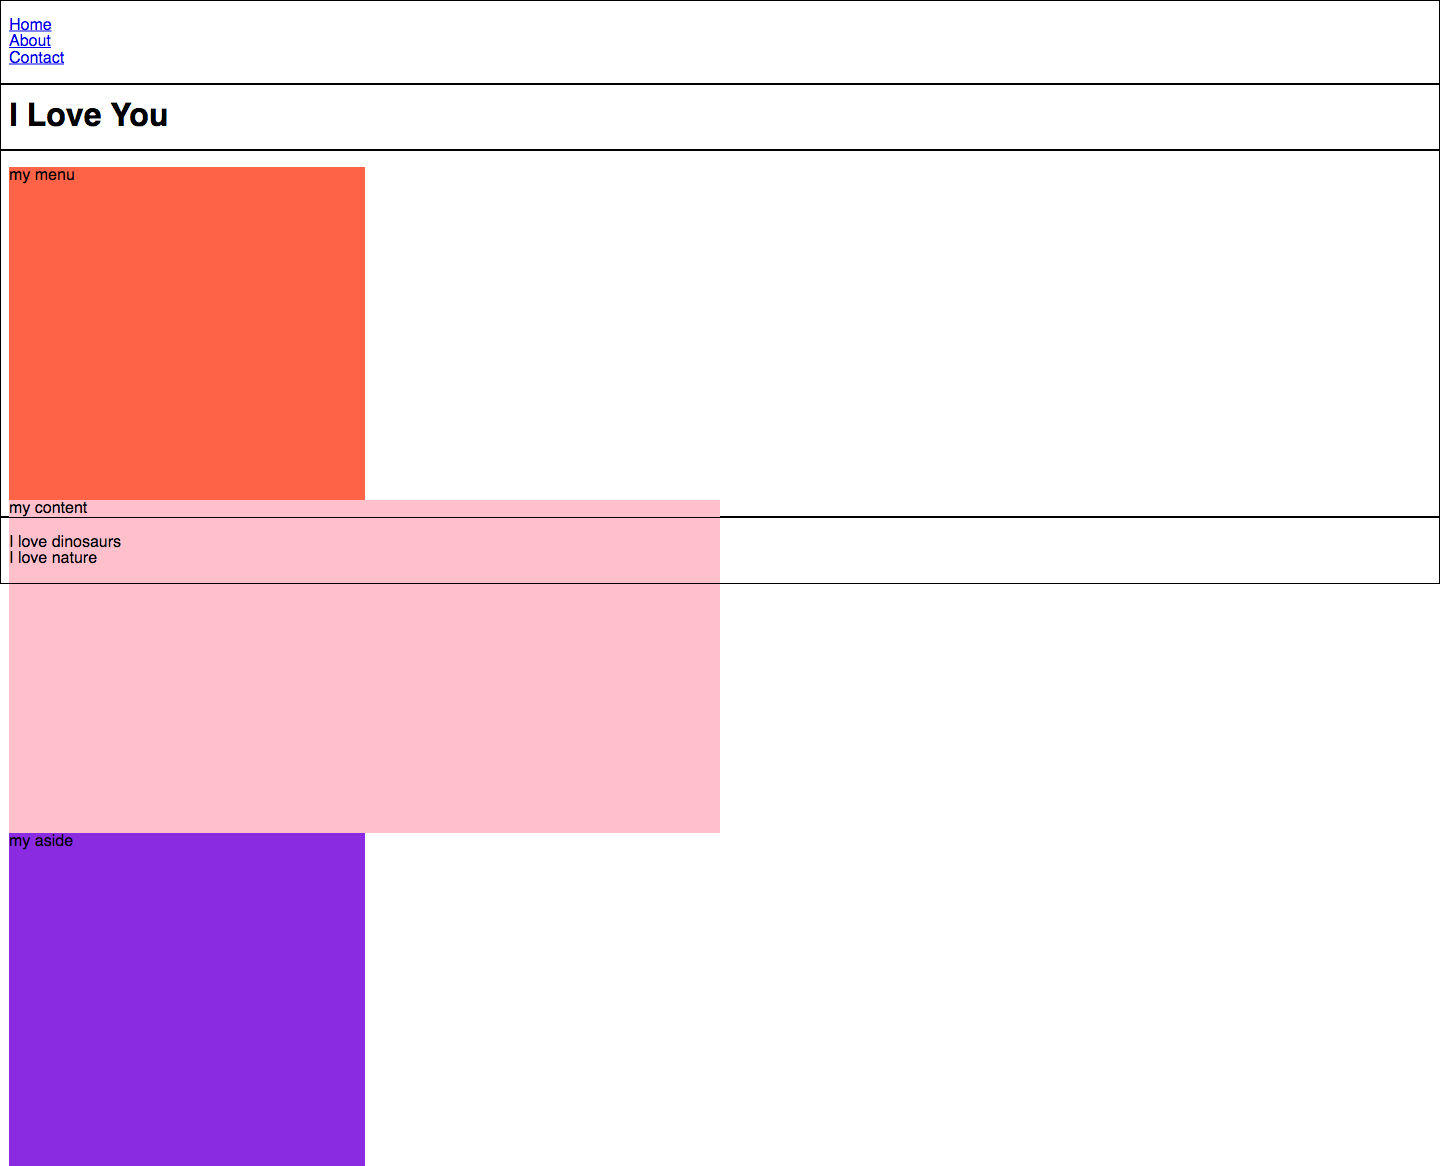 Home
About
Contact
I Love You
my menu
my content
I love dinosaurs
I love nature
my aside